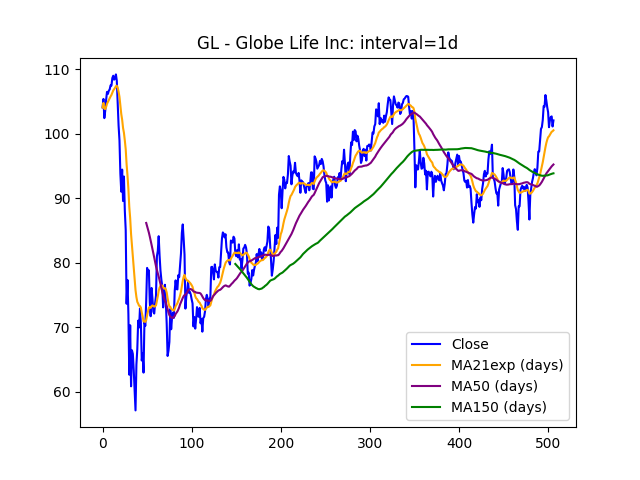 GL - Globe Life Inc: interval=1d
110
100
90
80
70
60
0
100
200
300
400
500
Close
MA21exp (days)
MA50 (days)
MA150 (days)